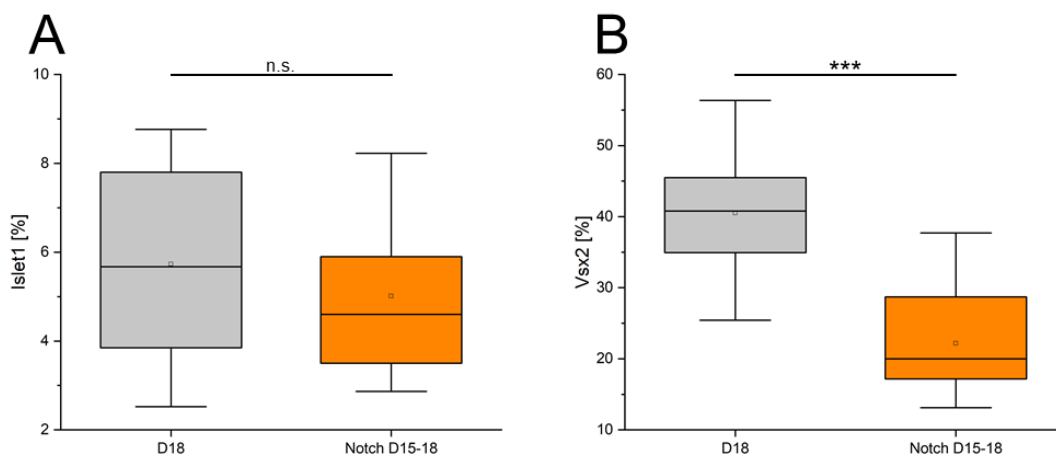 A
n.s.
10
8
6
4
2
Islet1 [%]
D18
Notch D15-18
B
***
60
50
40
30
20
10
Vsx2 [%]
D18
Notch D15-18